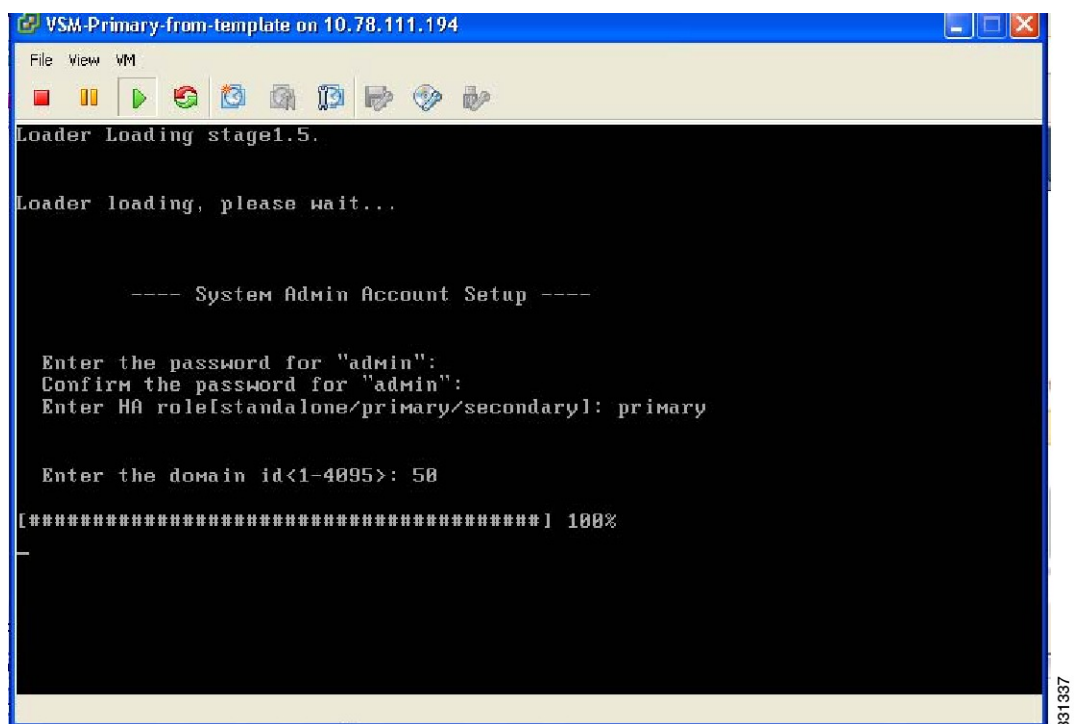 VSM-Primary-from-template on 10.78.111.194
File View VM
Loader Loading stage1.5.
Loader loading, please wait...
---- System Admin Account Setup ----
Enter the password for "admin":
Confirm the password for "admin":
Enter HA role[standalone/primary/secondary]: primary
Enter the domain id<1-4095>: 50
[########################################] 100%
331337